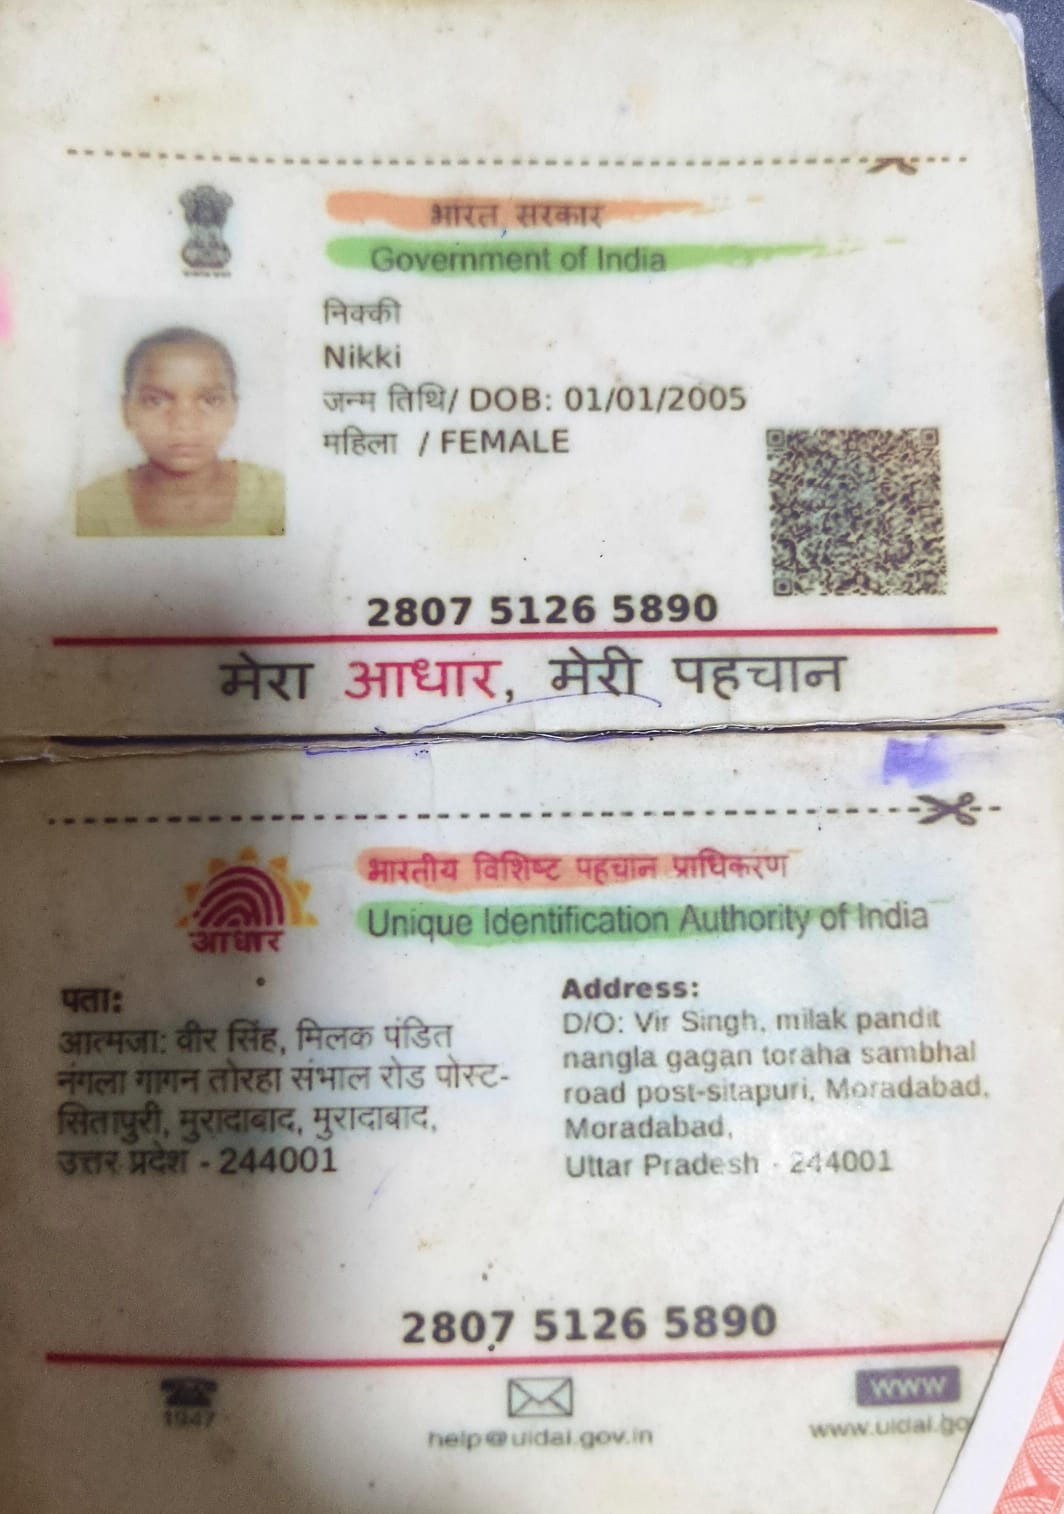 भारत सरकार
Government of India
निक्की
Nikki
जन्म तिथि/ DOB: 01/01/2005
महिला / FEMALE
2807 5126 5890
मेरा आधार, मेरी पहचान
भारतीय विशिष्ट पहचान प्राधिकरण
Unique Identification Authority of India
आधार
पता:
आत्मजा: वीर सिंह, मिलक पंडित
नंगला गागन तोरहा संभाल रोड पोस्ट-
सितापुरी, मुरादाबाद, मुरादाबाद,
उत्तर प्रदेश - 244001
Address:
D/O: Vir Singh, milak pandit
nangla gagan toraha sambhal
road post-sitapuri, Moradabad,
Moradabad,
Uttar Pradesh - 244001
2807 5126 5890
1947
help@uidai.gov.in
www
www.uidai.go